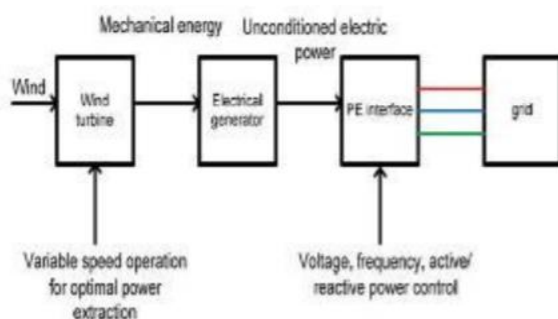 Mechanical energy
Unconditioned electric
power
Wind
Wind
turbine
Electrical
generator
PE interface
grid
Variable speed operation
for optimal power
extraction
Voltage, frequency, active/
reactive power control